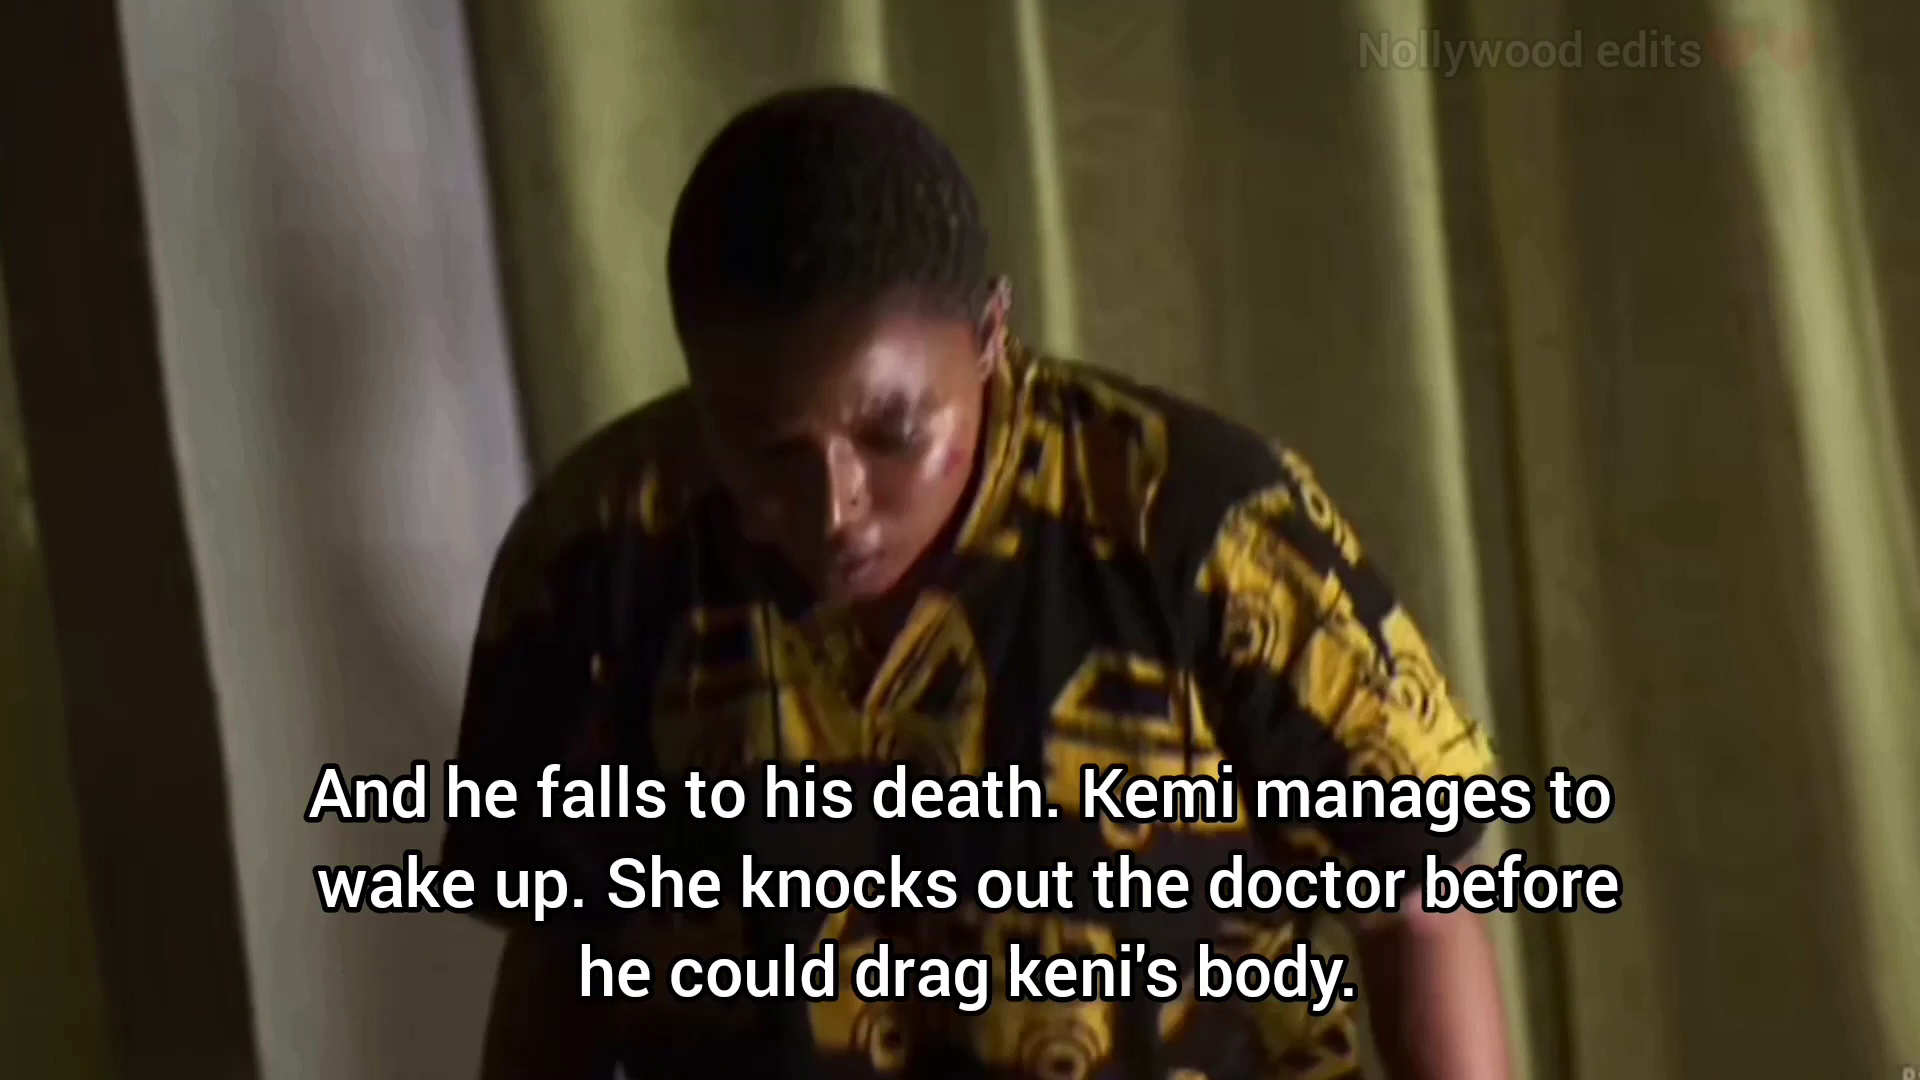 Nollywood edits
And he falls to his death. Kemi manages to
wake up. She knocks out the doctor before
he could drag keni's body.